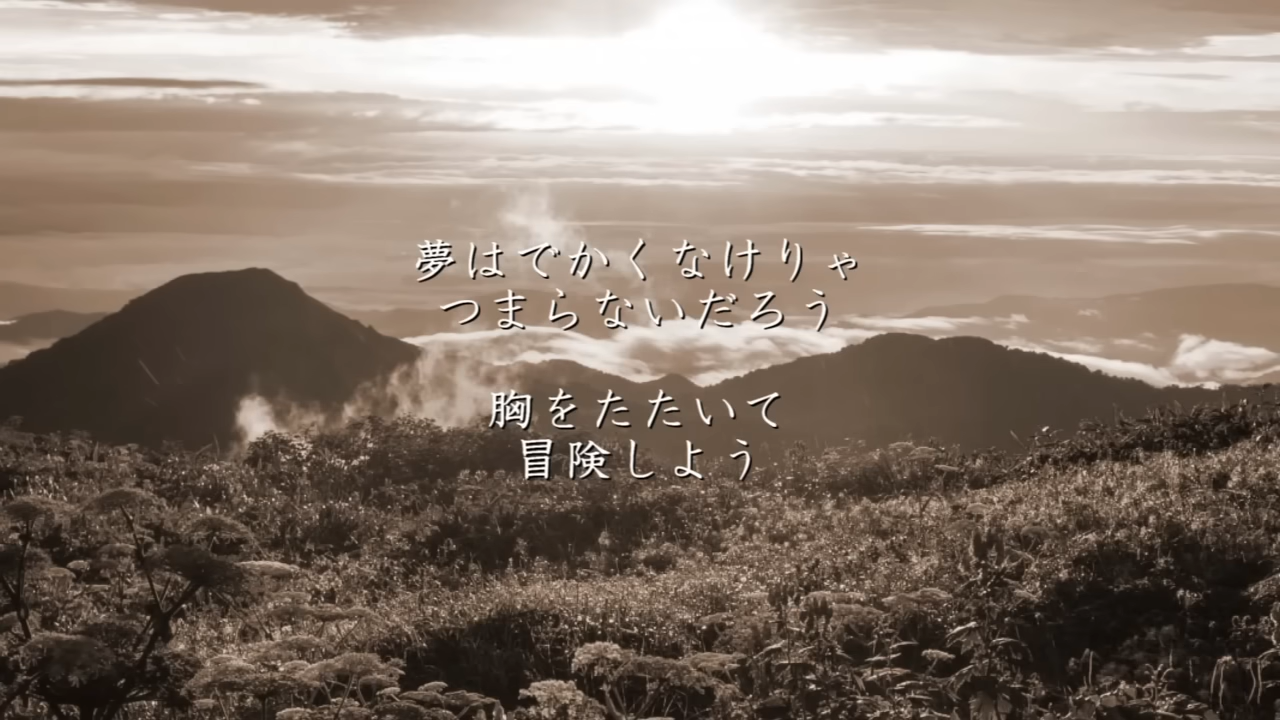 夢はでかくなけりゃ
つまらないだろう
胸をたたいて
冒険しよう